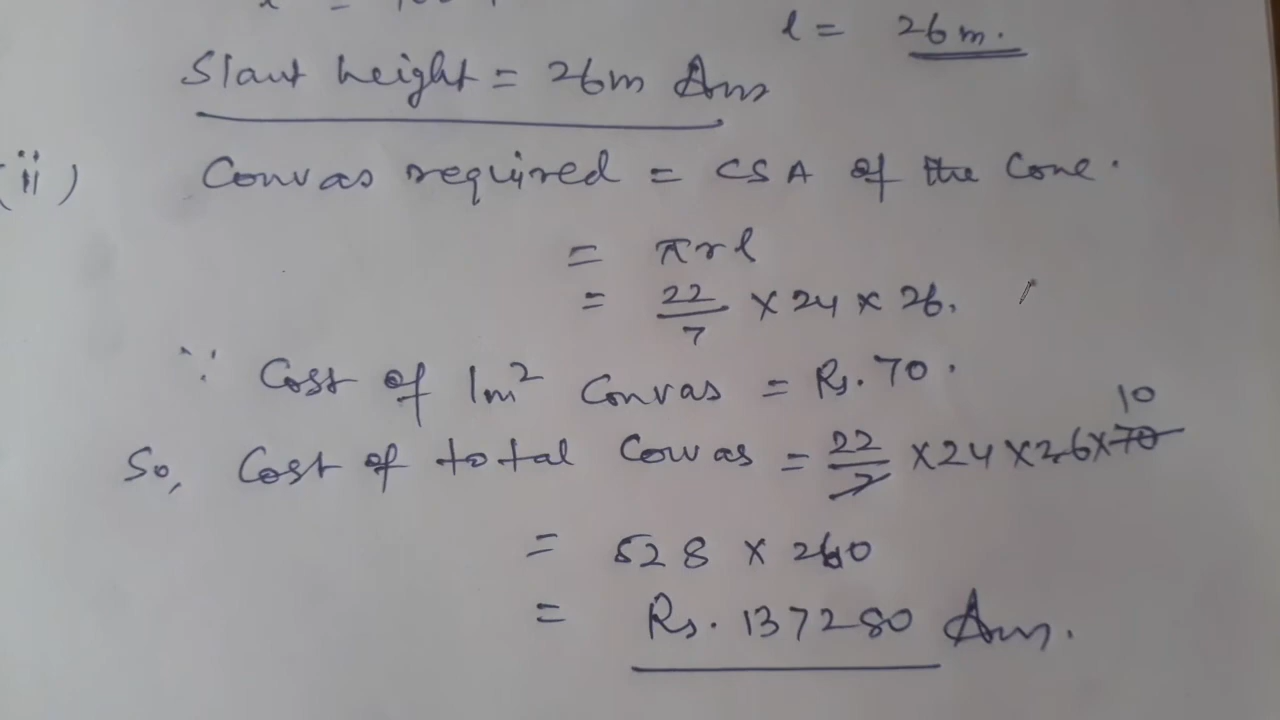 l = 26m.
Slant height = 26m Ans
(ii) Convas required = CSA of the Cone.
= πrl
= 22/7 × 24 × 26.
∵ Cost of 1m² Convas = Rs. 70.
10
So, Cost of total Convas = 22/7 × 24 × 26 × 70
= 528 × 260
= Rs. 137280 Ans.